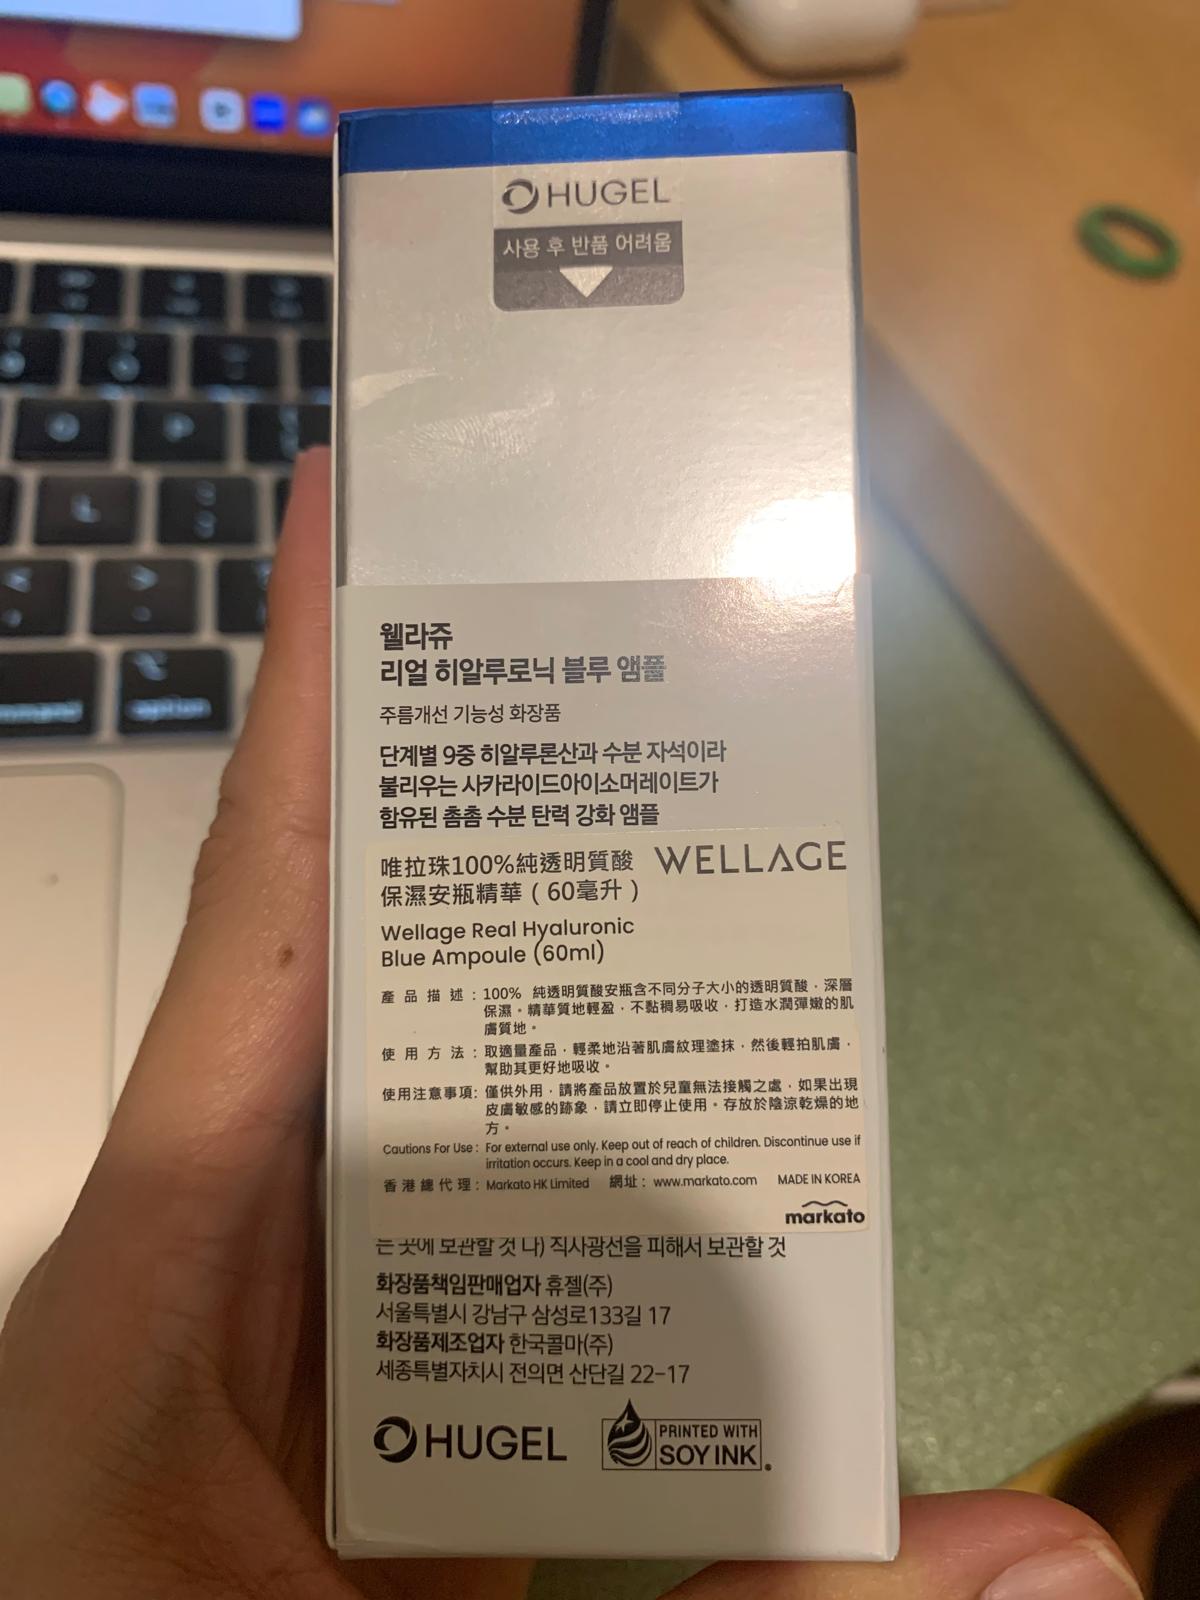 HUGEL
사용 후 반품 어려움
웰라쥬
리얼 히알루로닉 블루 앰플
주름개선 기능성 화장품
단계별 9중 히알루론산과 수분 자석이라
불리우는 사카라이드아이소머레이트가
함유된 촘촘 수분 탄력 강화 앰플
唯拉珠100%純透明質酸 WELLAGE
保濕安瓶精華（60毫升）
Wellage Real Hyaluronic
Blue Ampoule (60ml)
產品描述：100% 純透明質酸安瓶含不同分子大小的透明質酸，深層
保濕。精華質地輕盈，不黏稠易吸收，打造水潤彈嫩的肌
膚質地。
使用方法：取適量產品，輕柔地沿著肌膚紋理塗抹，然後輕拍肌膚，
幫助其更好地吸收。
使用注意事項：僅供外用，請將產品放置於兒童無法接觸之處，如果出現
皮膚敏感的跡象，請立即停止使用。存放於陰涼乾燥的地
方。
Cautions For Use : For external use only. Keep out of reach of children. Discontinue use if
irritation occurs. Keep in a cool and dry place.
香港總代理：Markato HK Limited 網址：www.markato.com MADE IN KOREA
markato
는 곳에 보관할 것 나) 직사광선을 피해서 보관할 것
화장품책임판매업자 휴젤(주)
서울특별시 강남구 삼성로133길 17
화장품제조업자 한국콜마(주)
세종특별자치시 전의면 산단길 22-17
HUGEL PRINTED WITH
SOY INK
option